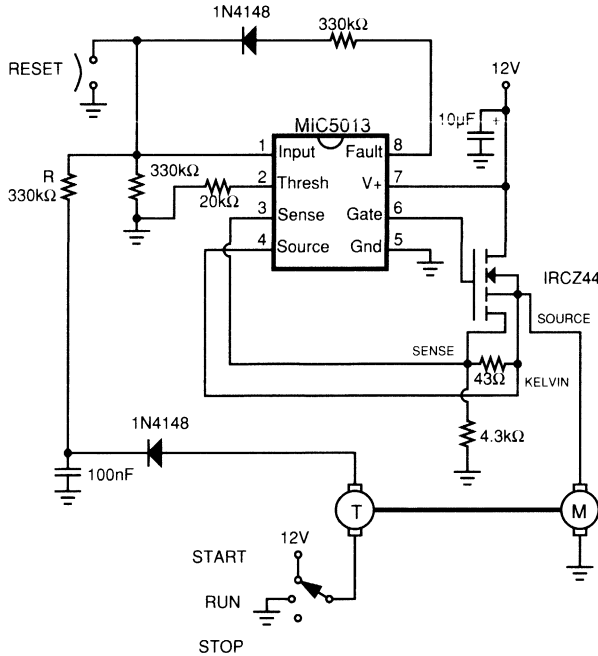 1N4148
330kΩ
RESET
12V
MIC5013
10µF +
1 Input Fault 8
R
330kΩ
330kΩ
2 Thresh V+ 7
20kΩ
3 Sense Gate 6
4 Source Gnd 5
IRCZ44
SOURCE
SENSE
43Ω
KELVIN
1N4148
4.3kΩ
100nF
T
M
12V
START
RUN
STOP